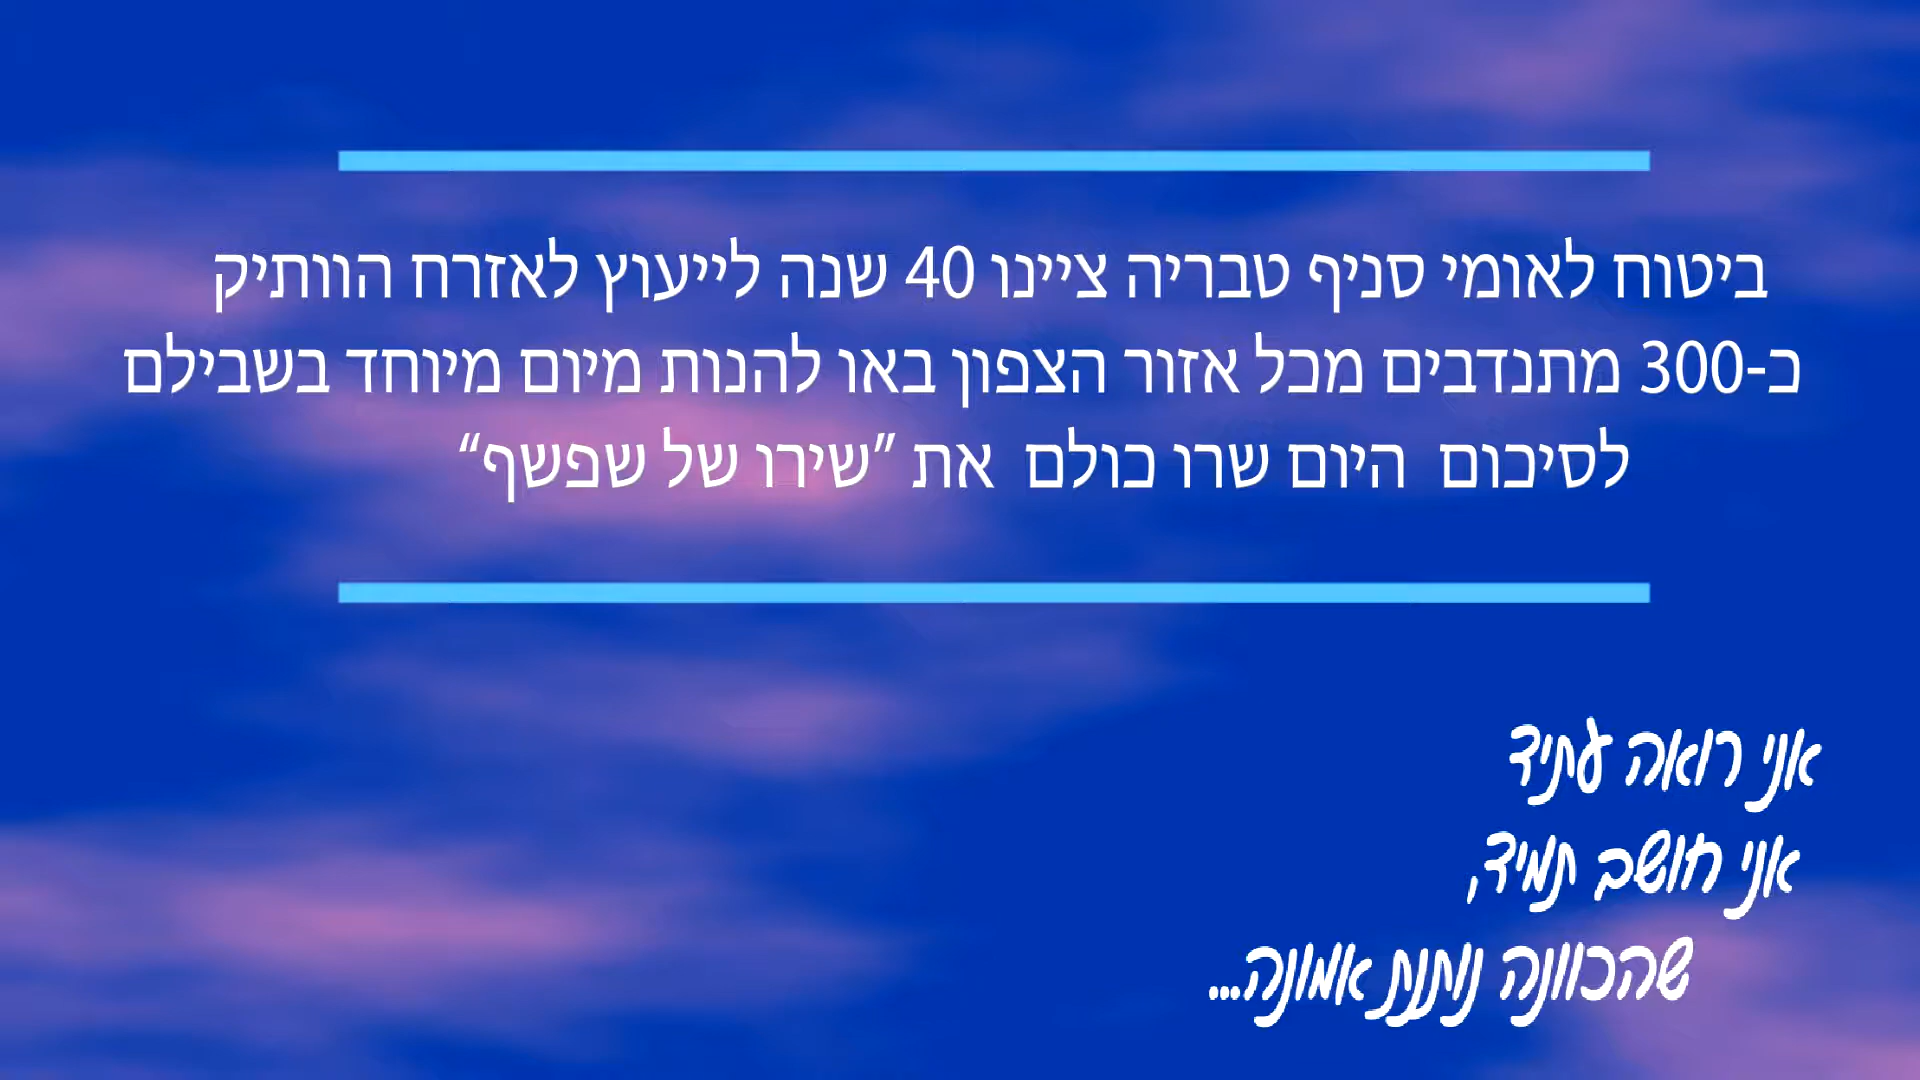 ביטוח לאומי סניף טבריה ציינו 40 שנה לייעוץ לאזרח הוותיק
כ-300 מתנדבים מכל אזור הצפון באו להנות מיום מיוחד בשבילם
לסיכום היום שרו כולם את ”שירו של שפשף“
אני רואה עתיד
אני חושב תמיד,
שהכוונה נותנת אמונה...